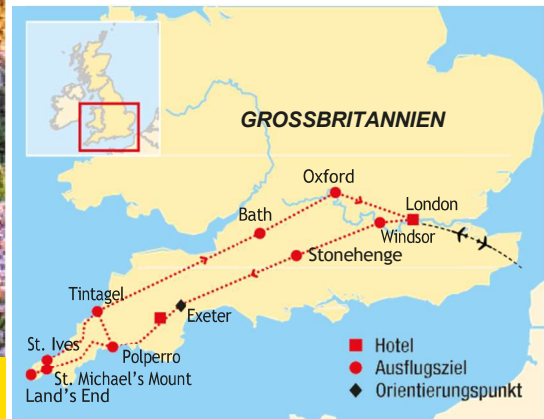 GROSSBRITANNIEN
Oxford
London
Bath
Windsor
Stonehenge
Tintagel
Exeter
St. Ives
Polperro
St. Michael's Mount
Land's End
Hotel
Ausflugsziel
Orientierungspunkt